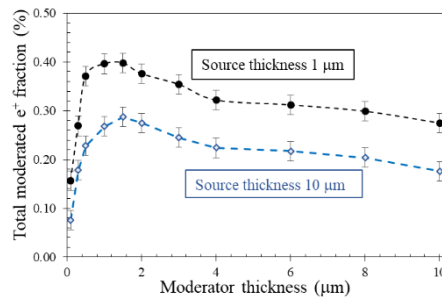 Total moderated e⁺ fraction (%)
0.50
0.40
0.30
0.20
0.10
0.00
Source thickness 1 μm
Source thickness 10 μm
0 2 4 6 8 10
Moderator thickness (μm)